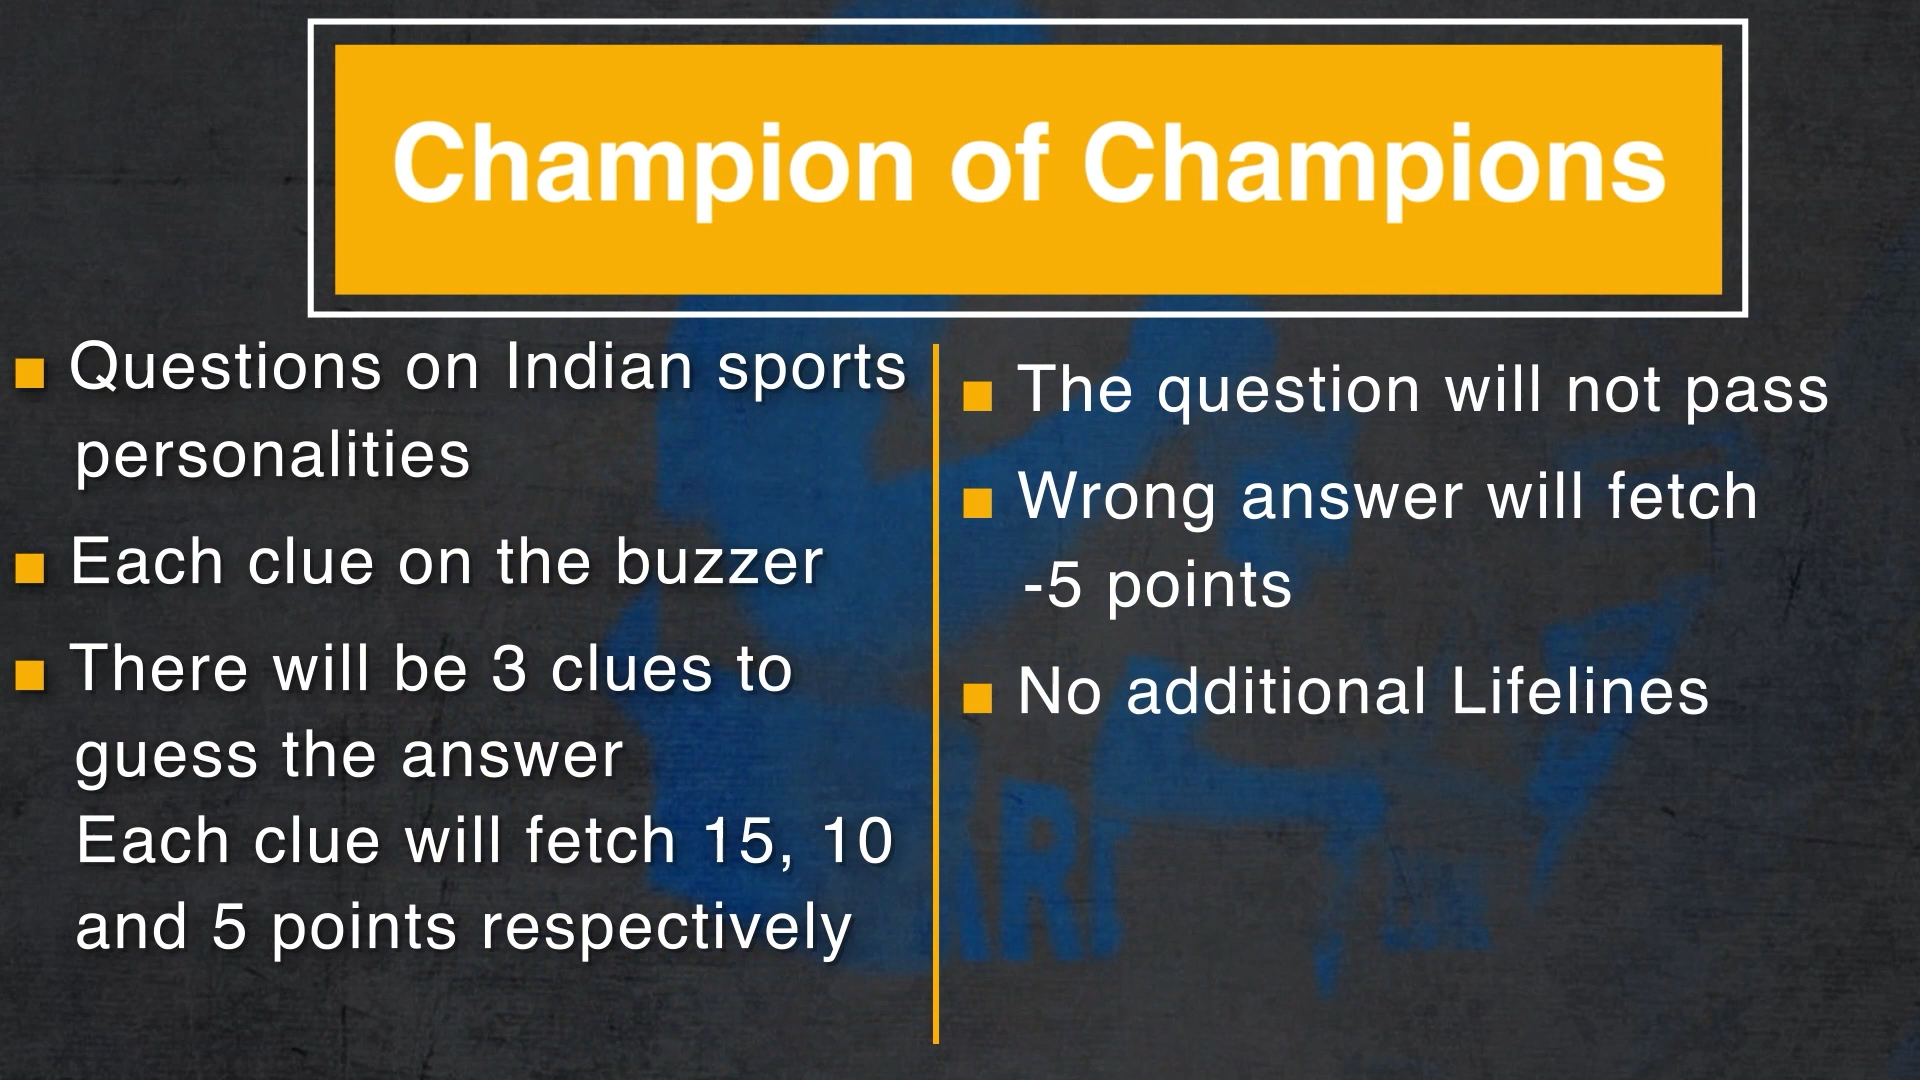 Champion of Champions
Questions on Indian sports
personalities
Each clue on the buzzer
There will be 3 clues to
guess the answer
Each clue will fetch 15, 10
and 5 points respectively
The question will not pass
Wrong answer will fetch
-5 points
No additional Lifelines